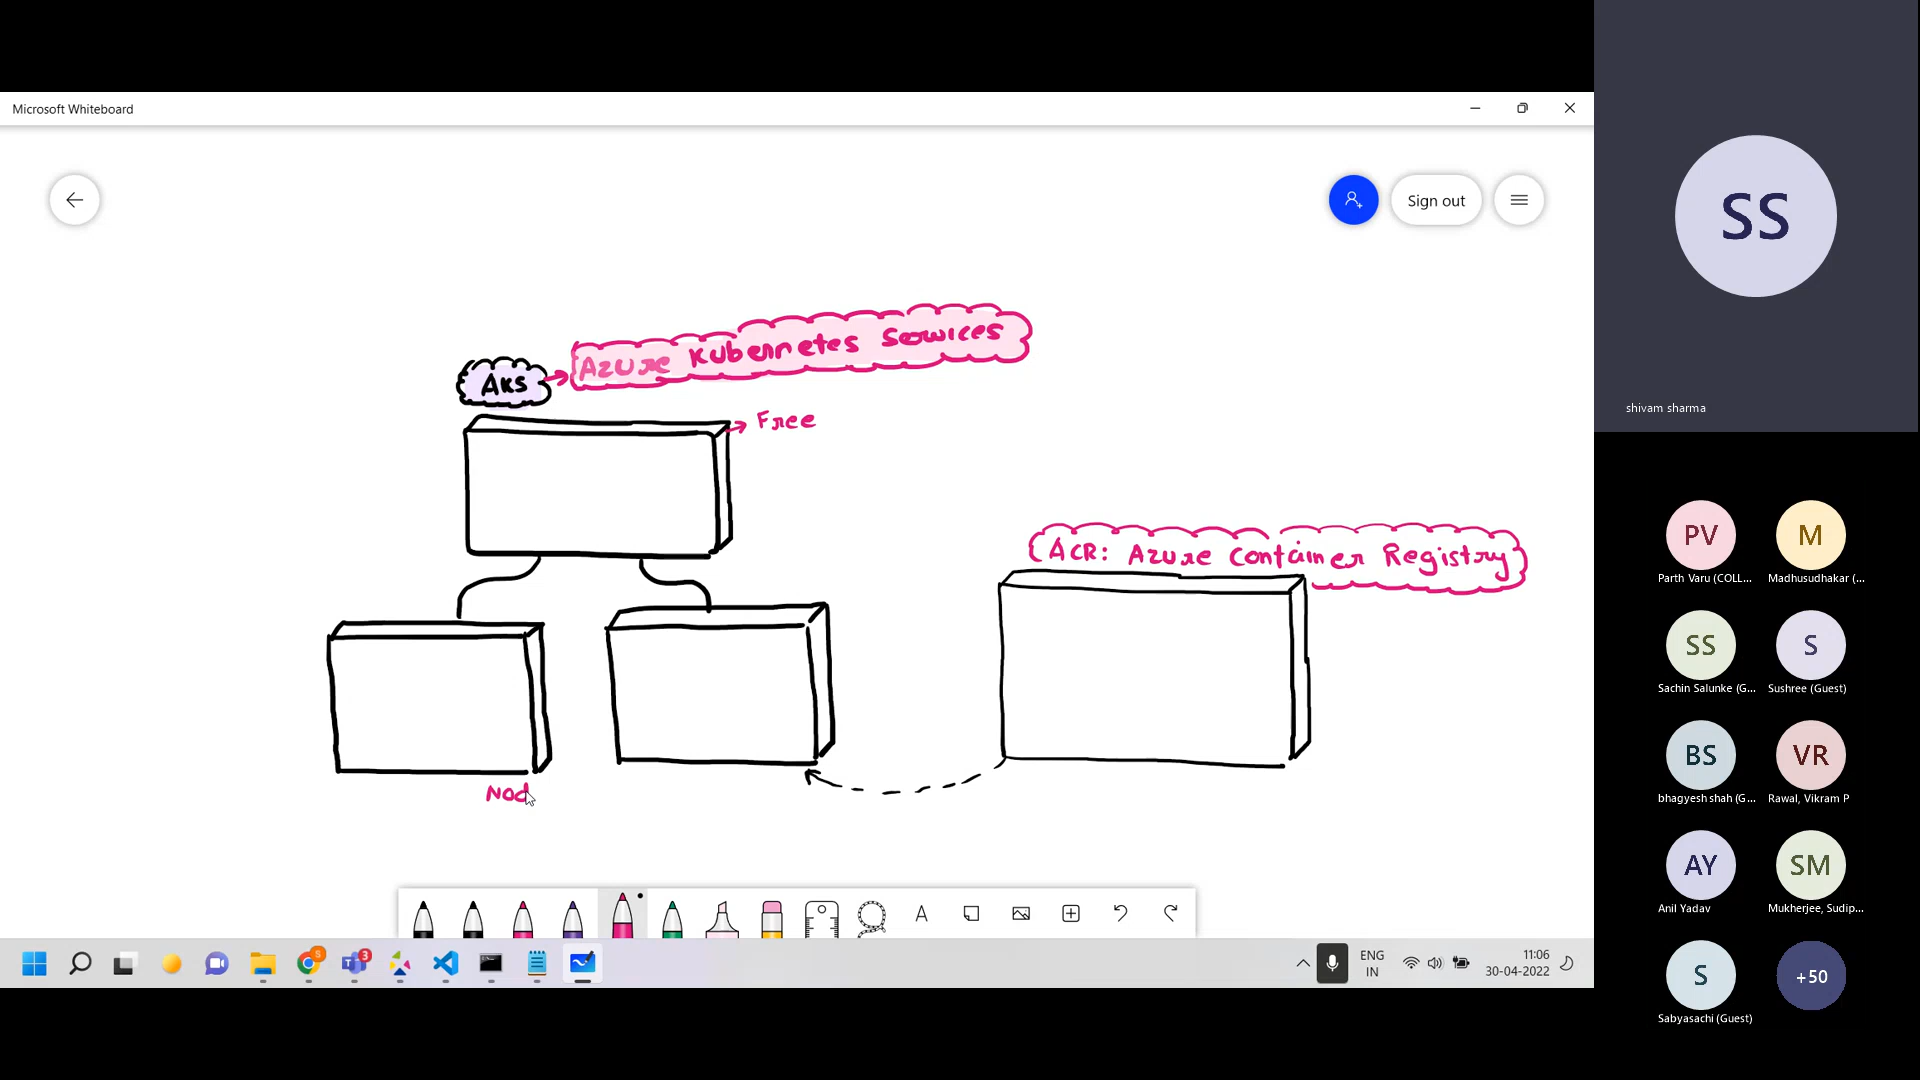 Microsoft Whiteboard
Sign out
SS
shivam sharma
AKS
Azure Kubernetes Services
Free
ACR: Azure Container Registry
Nod
A
PV
M
Parth Varu (COLL...
Madhusudhakar (...
SS
S
Sachin Salunke (G...
Sushree (Guest)
BS
VR
bhagyesh shah (G...
Rawal, Vikram P
AY
SM
Anil Yadav
Mukherjee, Sudip...
S
+50
Sabyasachi (Guest)
S
3
ENG
IN
11:06
30-04-2022